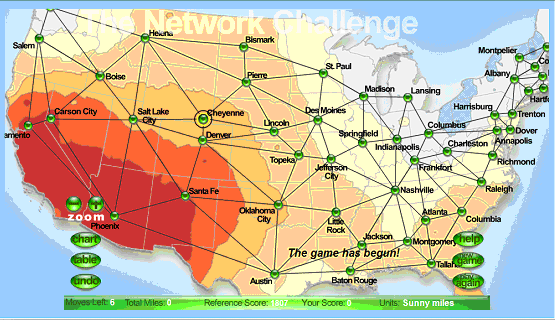 The Network Challenge
Helena
Bismark
Salem
Montpelier
Co
St. Paul
Boise
Pierre
Albany
Madison
Lansing
Hartf
Carson City
Salt Lake
City
Cheyenne
Des Moines
Harrisburg
Trenton
amento
Denver
Lincoln
Springfield
Columbus
Dover
Indianapolis
Annapolis
Charleston
Topeka
Jefferson
City
Frankfort
Richmond
Santa Fe
Nashville
Raleigh
zoom
Oklahoma
City
Little
Rock
Atlanta
Columbia
Phoenix
chart
Jackson
Montgomery
help
The game has begun!
table
new
game
Tallah
Austin
Baton Rouge
undo
again
Moves Left: 6 Total Miles: 0 Reference Score: 1807 Your Score: Units: Sunny miles